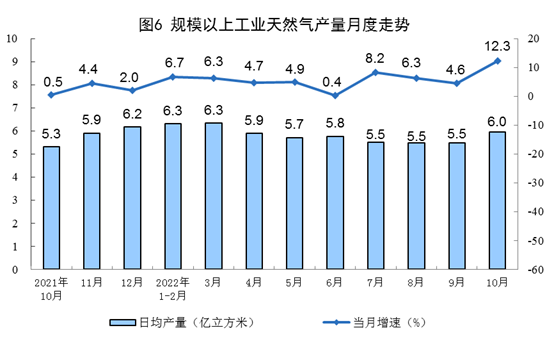 图6 规模以上工业天然气产量月度走势
10
9
8
7
6
5
4
3
2
1
0
20
10
0
-10
-20
-30
-40
-50
-60
0.5
4.4
2.0
6.7
6.3
4.7
4.9
0.4
8.2
6.3
4.6
12.3
5.3
5.9
6.2
6.3
6.3
5.9
5.7
5.8
5.5
5.5
5.5
6.0
2021年
10月
11月
12月
2022年
1-2月
3月
4月
5月
6月
7月
8月
9月
10月
日均产量（亿立方米）
当月增速（%）